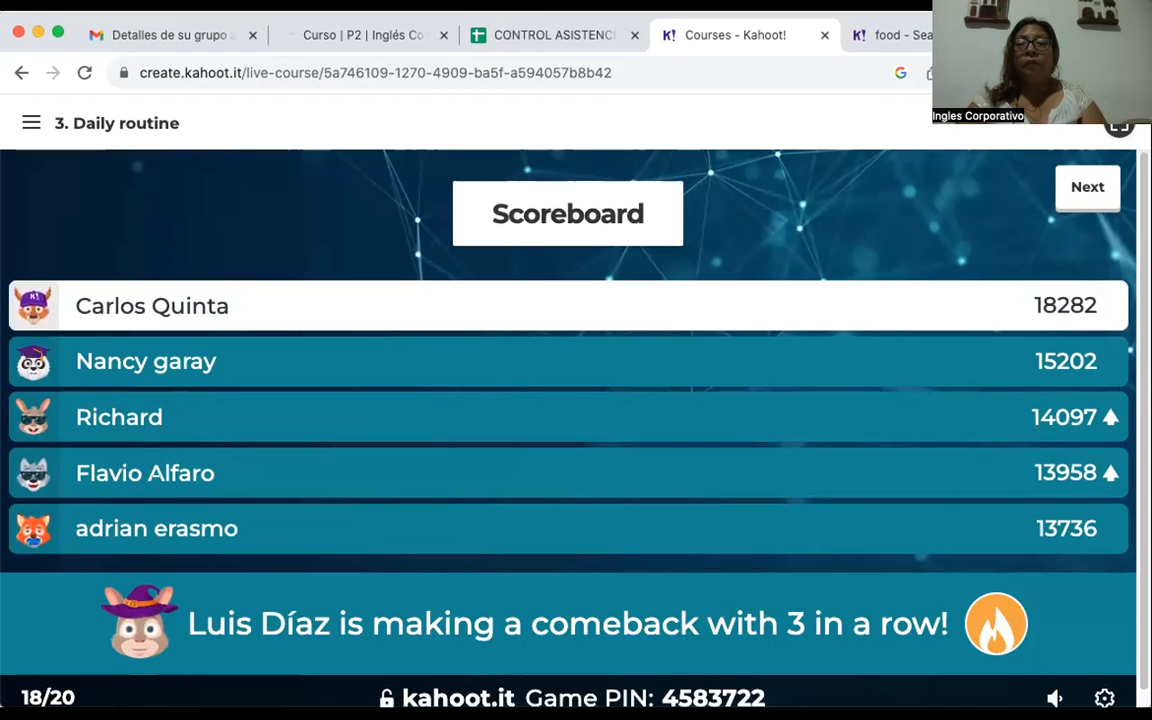 Detalles de su grupo
Curso | P2 | Inglés Co
CONTROL ASISTENC
Courses - Kahoot!
food - Sea
create.kahoot.it/live-course/5a746109-1270-4909-ba5f-a594057b8b42
Ingles Corporativo
3. Daily routine
Next
Scoreboard
Carlos Quinta 18282
Nancy garay 15202
Richard 14097
Flavio Alfaro 13958
adrian erasmo 13736
Luis Díaz is making a comeback with 3 in a row!
18/20
kahoot.it Game PIN: 4583722